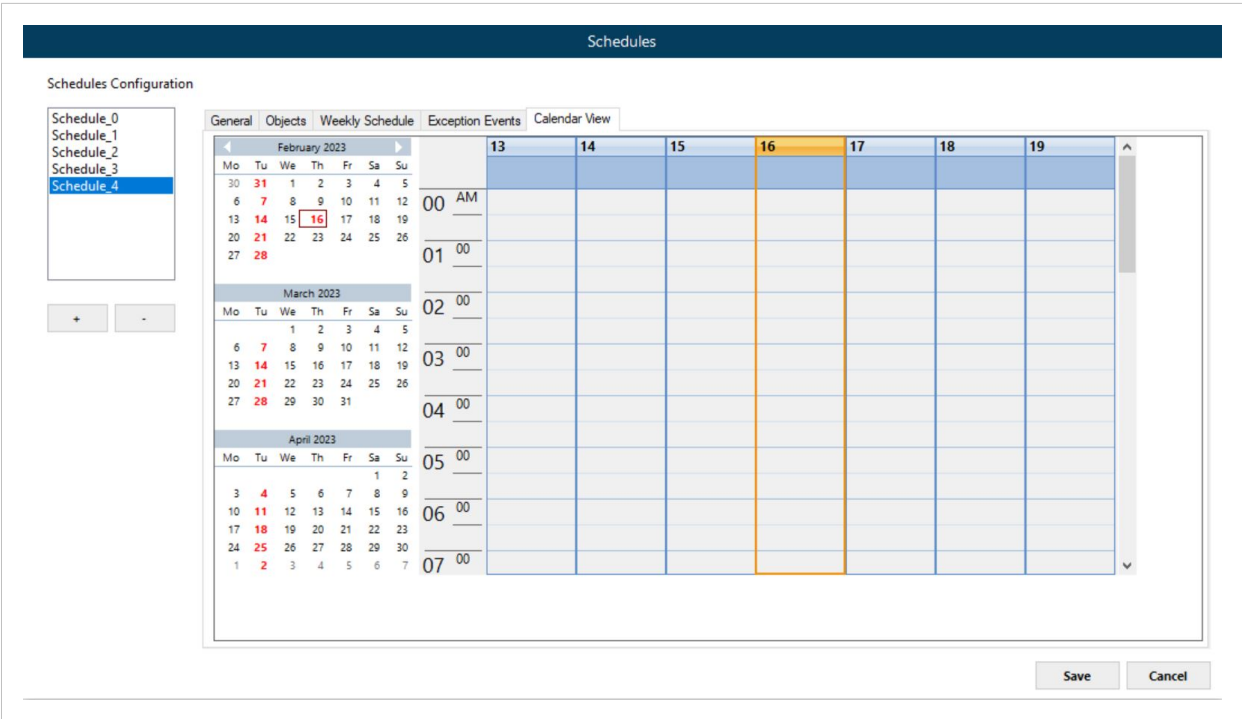 Schedules
Schedules Configuration
Schedule_0
Schedule_1
Schedule_2
Schedule_3
Schedule_4
+ -
General Objects Weekly Schedule Exception Events Calendar View
February 2023
Mo Tu We Th Fr Sa Su
30 31 1 2 3 4 5
6 7 8 9 10 11 12
13 14 15 16 17 18 19
20 21 22 23 24 25 26
27 28
March 2023
Mo Tu We Th Fr Sa Su
1 2 3 4 5
6 7 8 9 10 11 12
13 14 15 16 17 18 19
20 21 22 23 24 25 26
27 28 29 30 31
April 2023
Mo Tu We Th Fr Sa Su
1 2
3 4 5 6 7 8 9
10 11 12 13 14 15 16
17 18 19 20 21 22 23
24 25 26 27 28 29 30
1 2 3 4 5 6 7
13 14 15 16 17 18 19
00 AM
01 00
02 00
03 00
04 00
05 00
06 00
07 00
Save Cancel